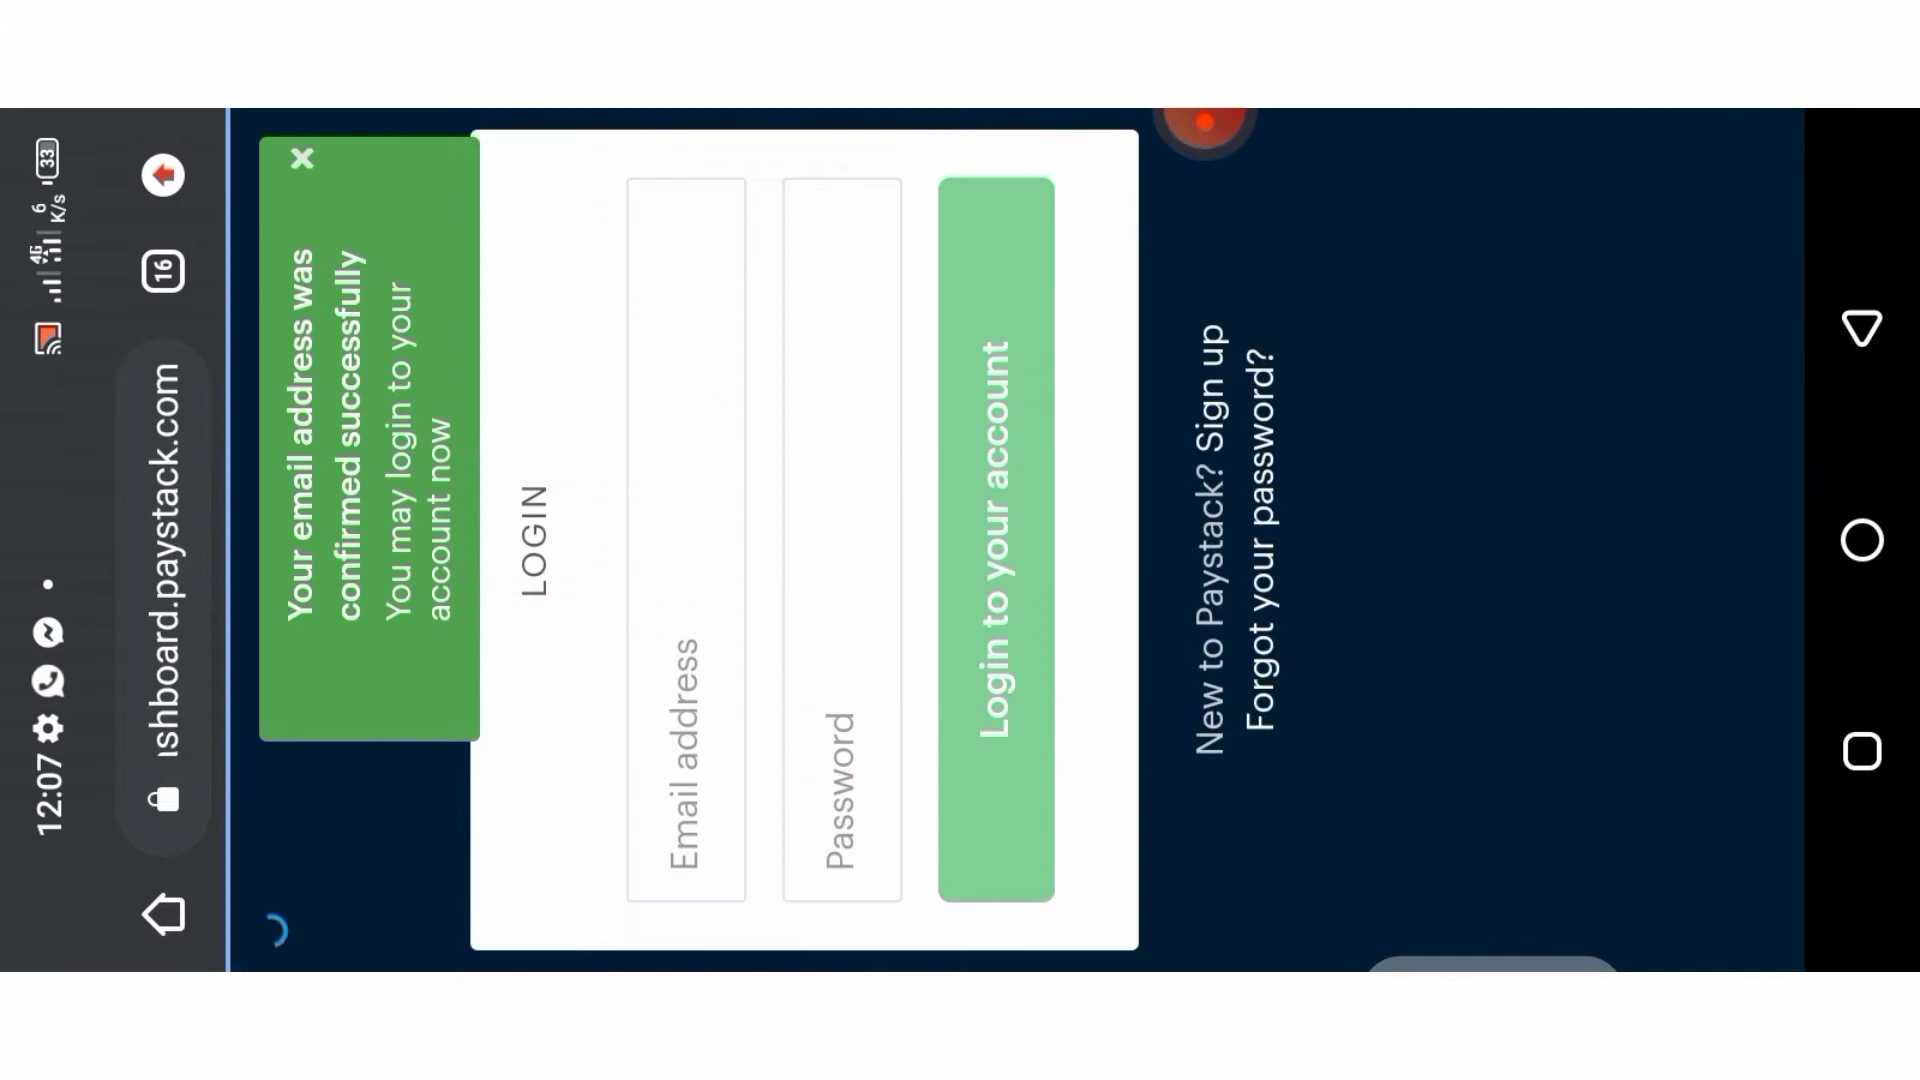 12:07
4G
6
K/s
33
ıshboard.paystack.com
16
Your email address was
confirmed successfully
You may login to your
account now
LOGIN
Email address
Password
Login to your account
New to Paystack? Sign up
Forgot your password?